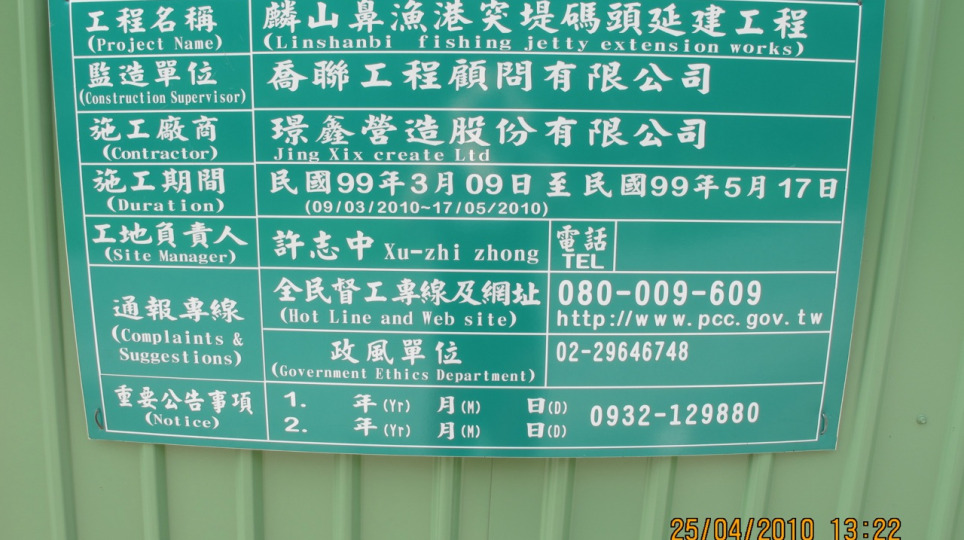 工程名稱 麟山鼻漁港突堤碼頭延建工程
(Project Name) (Linshanbi fishing jetty extension works)
監造單位 喬聯工程顧問有限公司
(Construction Supervisor)
施工廠商 璟鑫營造股份有限公司
(Contractor) Jing Xix create Ltd
施工期間 民國99年3月09日至民國99年5月17日
(Duration) (09/03/2010~17/05/2010)
工地負責人 許志中 Xu-zhi zhong 電話
(Site Manager) TEL
通報專線 全民督工專線及網址 080-009-609
(Complaints & (Hot Line and Web site) http://www.pcc.gov.tw
Suggestions) 政風單位 02-29646748
(Government Ethics Department)
重要公告事項 1. 年(Yr) 月(M) 日(D) 0932-129880
(Notice) 2. 年(Yr) 月(M) 日(D)
25/04/2010 13:22